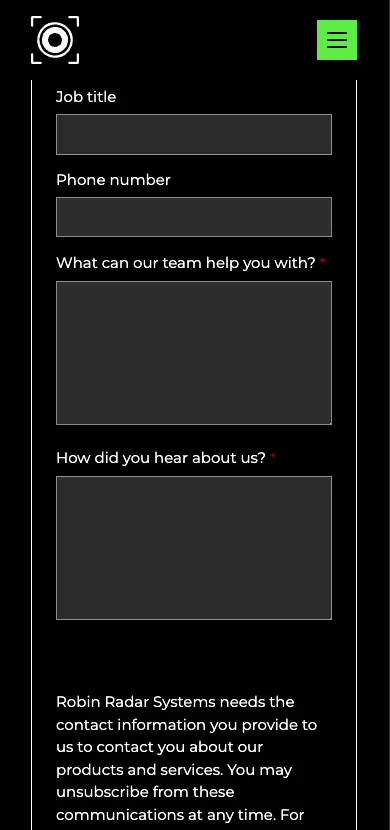 Job title
Phone number
What can our team help you with? *
How did you hear about us? *
Robin Radar Systems needs the
contact information you provide to
us to contact you about our
products and services. You may
unsubscribe from these
communications at any time. For